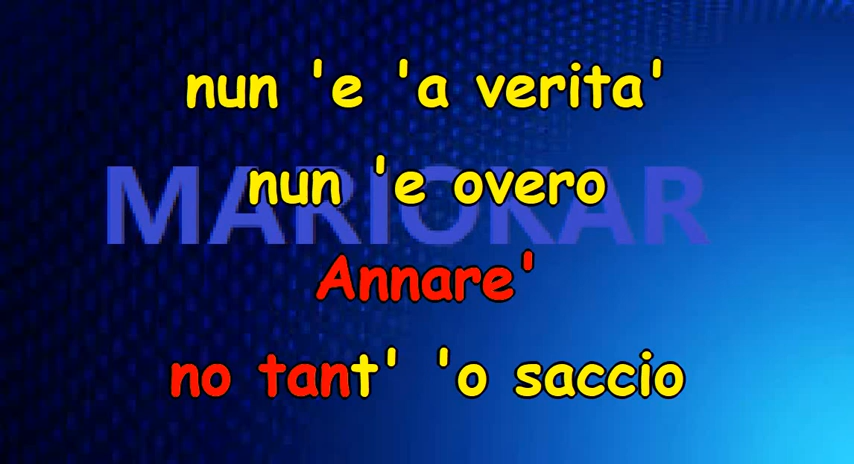 nun 'e 'a verita'
nun 'e overo
MARIOKAR
Annare'
no tant' 'o saccio